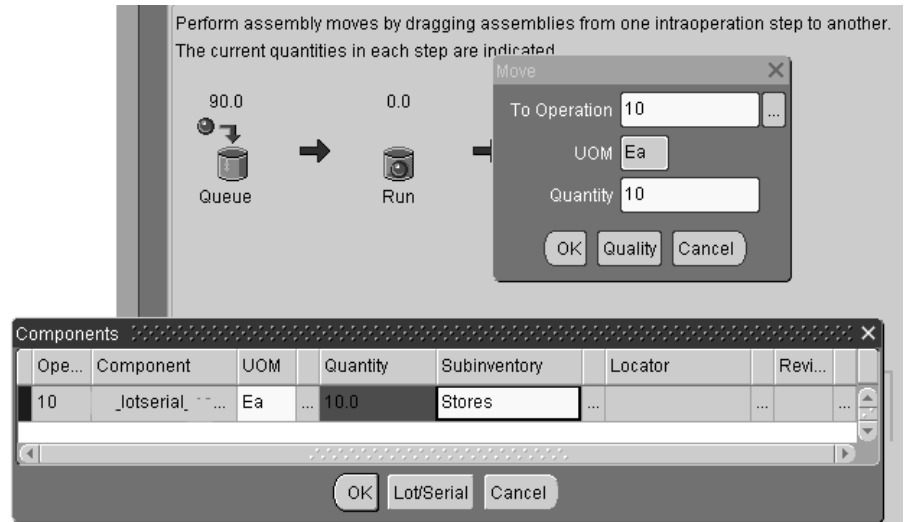 Perform assembly moves by dragging assemblies from one intraoperation step to another.
The current quantities in each step are indicated
Move
90.0
0.0
To Operation 10 ...
UOM Ea
Queue
Run
Quantity 10
OK Quality Cancel
Components
Ope... Component UOM Quantity Subinventory Locator Revi...
10 _lotserial_ ... Ea ... 10.0 Stores ... ... ...
OK Lot/Serial Cancel